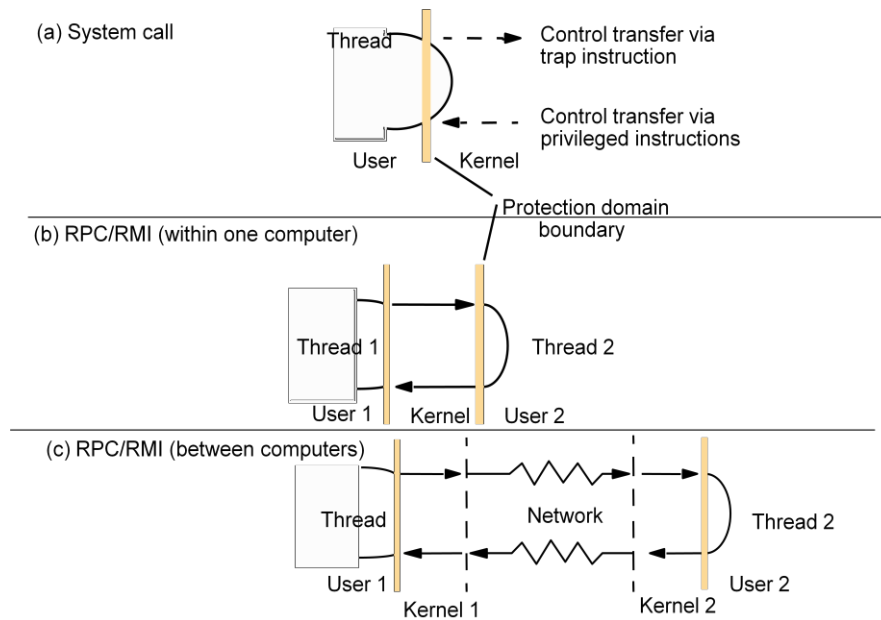 (a) System call
Thread
Control transfer via
trap instruction
Control transfer via
privileged instructions
User
Kernel
Protection domain
boundary
(b) RPC/RMI (within one computer)
Thread 1
Thread 2
User 1
Kernel
User 2
(c) RPC/RMI (between computers)
Thread
Network
Thread 2
User 1
User 2
Kernel 1
Kernel 2